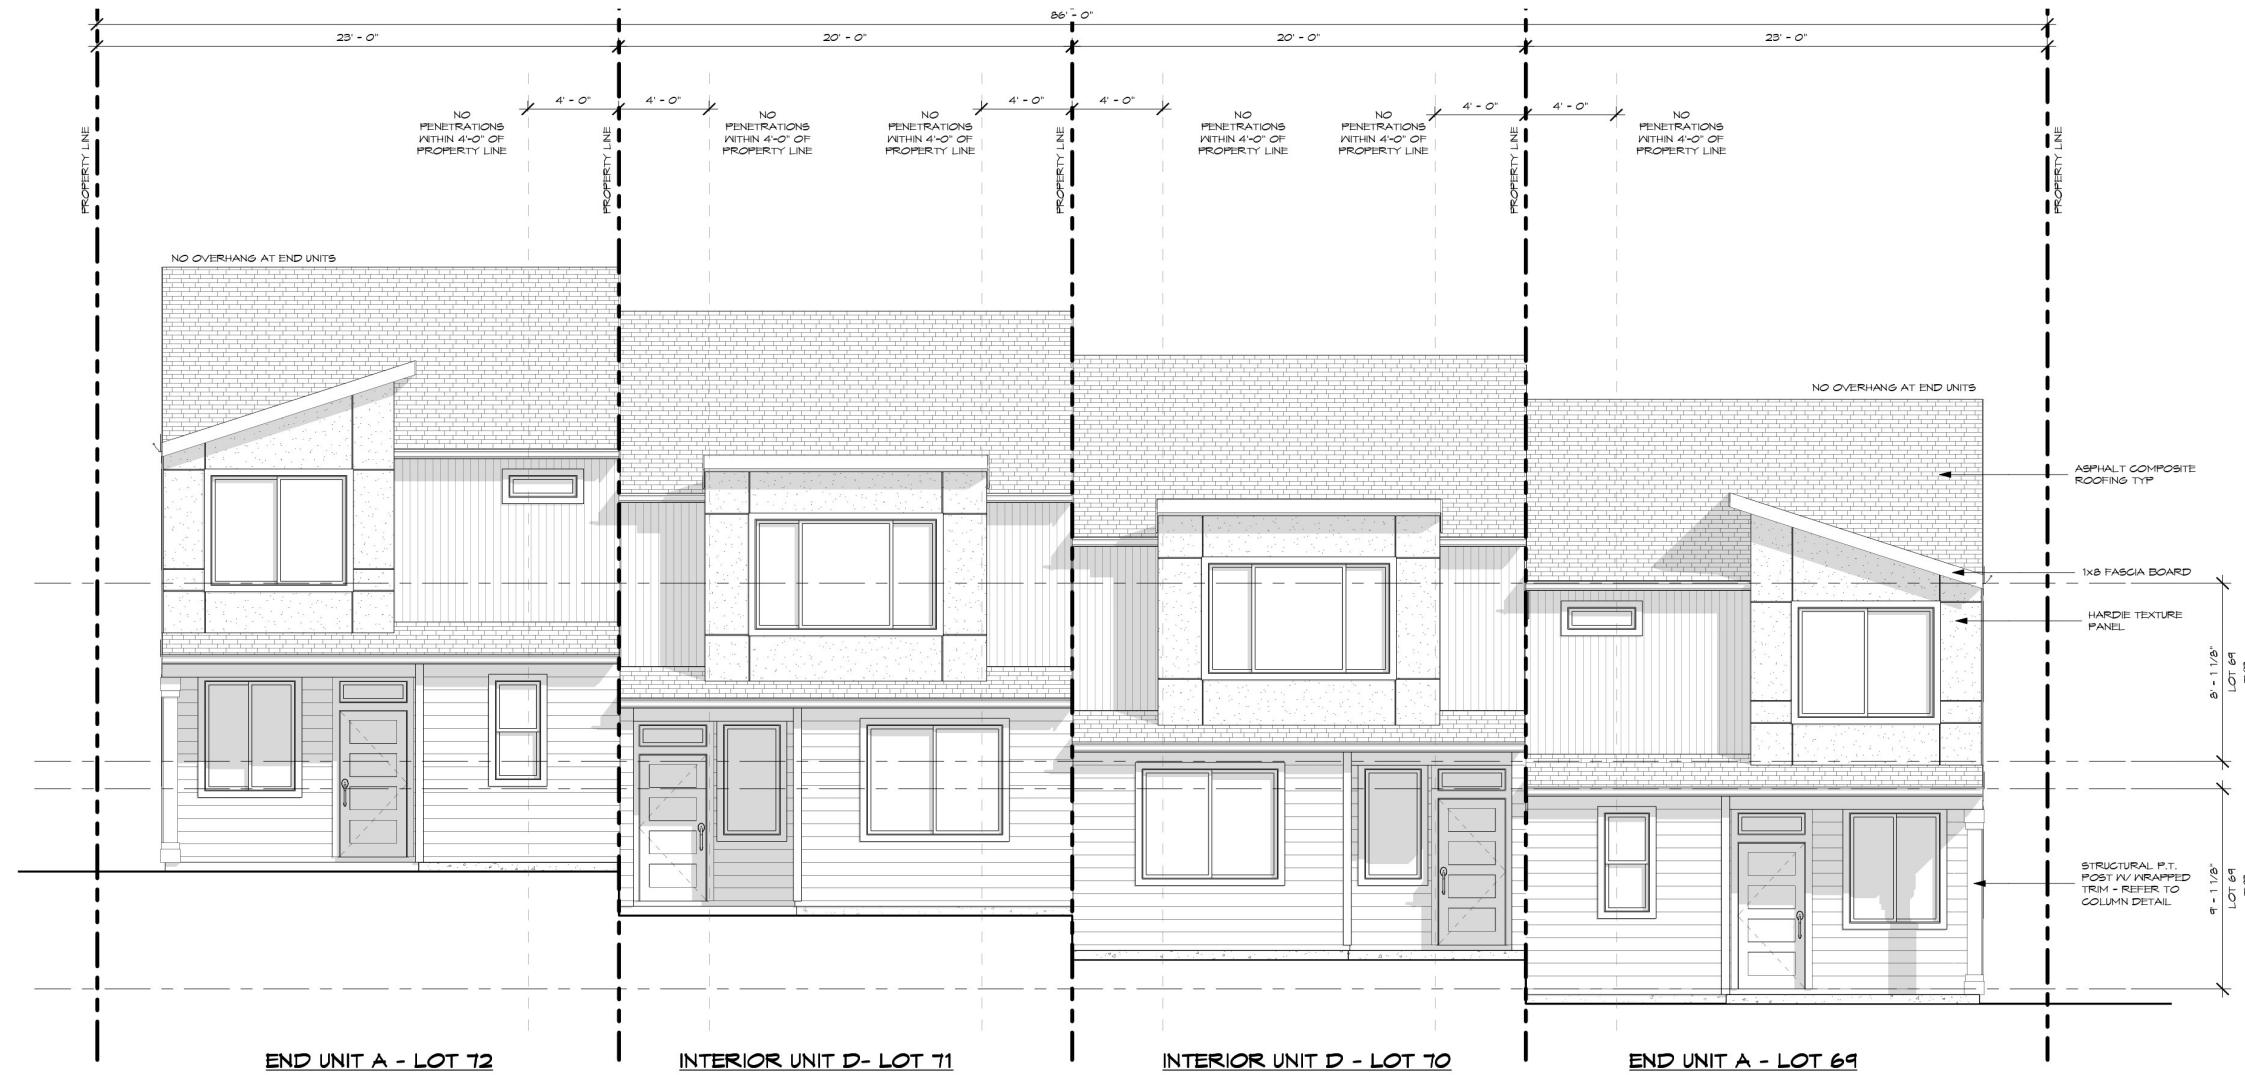 86' - 0"
23' - 0"
20' - 0"
20' - 0"
23' - 0"
4' - 0"
4' - 0"
4' - 0"
4' - 0"
4' - 0"
4' - 0"
NO
PENETRATIONS
WITHIN 4'-0" OF
PROPERTY LINE
NO
PENETRATIONS
WITHIN 4'-0" OF
PROPERTY LINE
NO
PENETRATIONS
WITHIN 4'-0" OF
PROPERTY LINE
NO
PENETRATIONS
WITHIN 4'-0" OF
PROPERTY LINE
NO
PENETRATIONS
WITHIN 4'-0" OF
PROPERTY LINE
NO
PENETRATIONS
WITHIN 4'-0" OF
PROPERTY LINE
PROPERTY LINE
PROPERTY LINE
PROPERTY LINE
PROPERTY LINE
PROPERTY LINE
NO OVERHANG AT END UNITS
NO OVERHANG AT END UNITS
ASPHALT COMPOSITE
ROOFING TYP
1x8 FASCIA BOARD
HARDIE TEXTURE
PANEL
8' - 1 1/8"
LOT 69
STRUCTURAL P.T.
POST W/ WRAPPED
TRIM - REFER TO
COLUMN DETAIL
9' - 1 1/8"
LOT 69
END UNIT A - LOT 72
INTERIOR UNIT D- LOT 71
INTERIOR UNIT D - LOT 70
END UNIT A - LOT 69